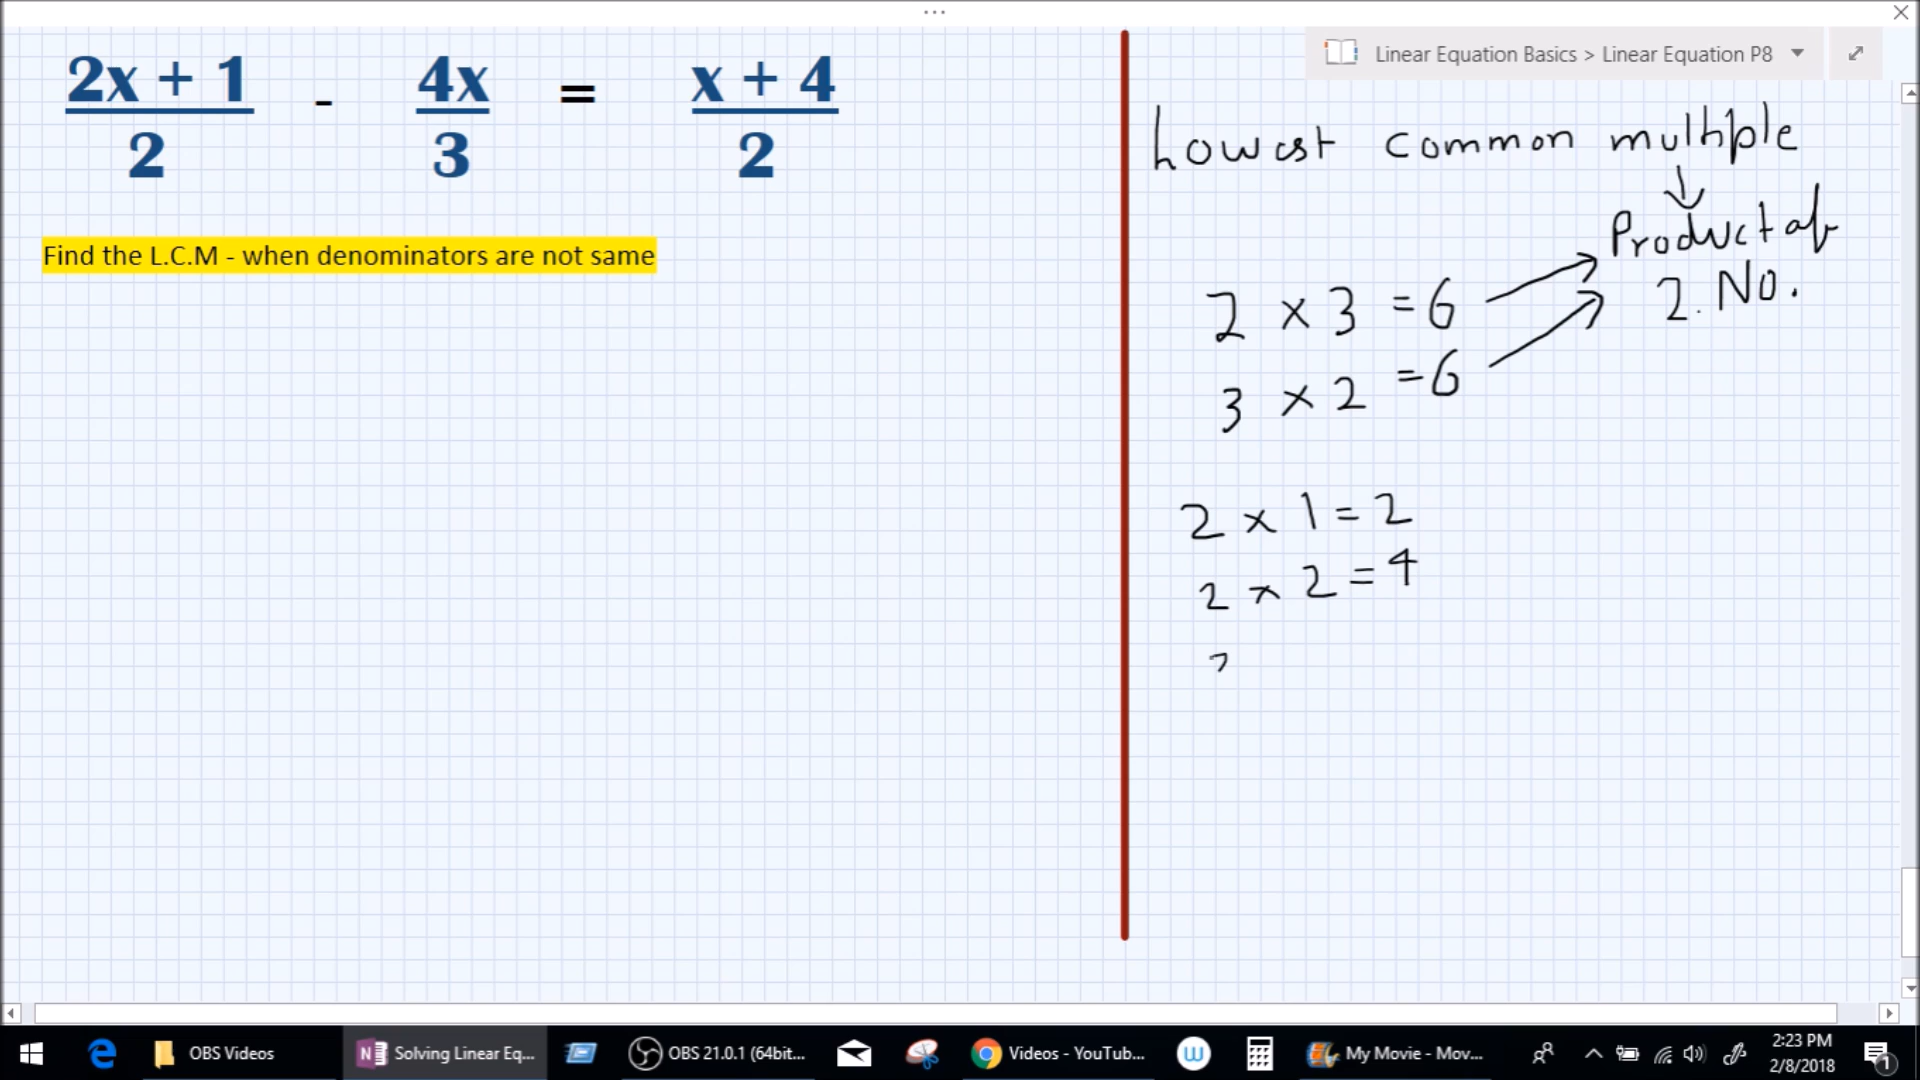 ...
Linear Equation Basics > Linear Equation P8
2x + 1 - 4x = x + 4
2 3 2
Find the L.C.M - when denominators are not same
Lowest common multiple
Product of
2. NO.
2 x 3 = 6
3 x 2 = 6
2 x 1 = 2
2 x 2 = 4
OBS Videos
Solving Linear Eq...
OBS 21.0.1 (64bit...
Videos - YouTub...
W
My Movie - Mov...
2:23 PM
2/8/2018
1